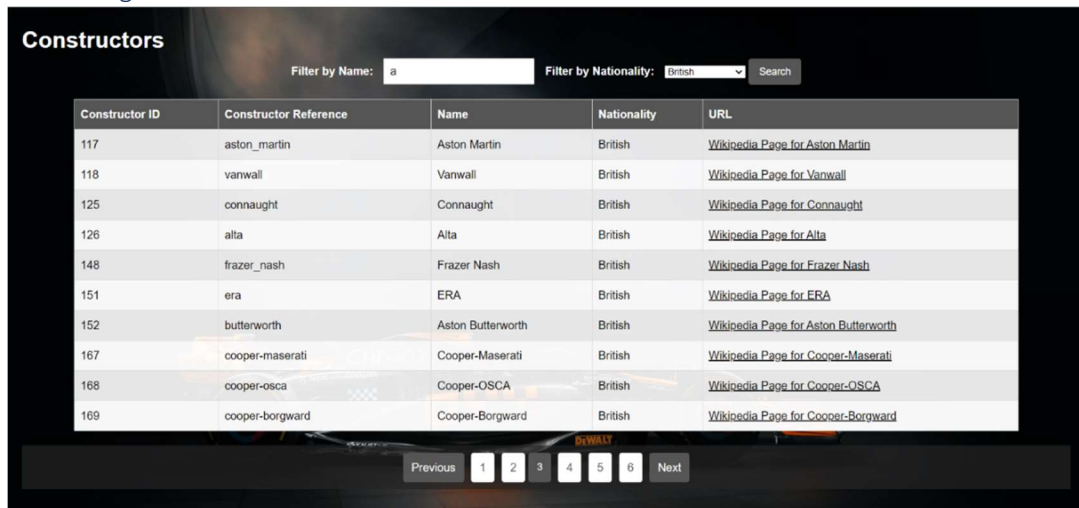 Constructors
Filter by Name: a Filter by Nationality: British Search
Constructor ID Constructor Reference Name Nationality URL
117 aston_martin Aston Martin British Wikipedia Page for Aston Martin
118 vanwall Vanwall British Wikipedia Page for Vanwall
125 connaught Connaught British Wikipedia Page for Connaught
126 alta Alta British Wikipedia Page for Alta
148 frazer_nash Frazer Nash British Wikipedia Page for Frazer Nash
151 era ERA British Wikipedia Page for ERA
152 butterworth Aston Butterworth British Wikipedia Page for Aston Butterworth
167 cooper-maserati Cooper-Maserati British Wikipedia Page for Cooper-Maserati
168 cooper-osca Cooper-OSCA British Wikipedia Page for Cooper-OSCA
169 cooper-borgward Cooper-Borgward British Wikipedia Page for Cooper-Borgward
DEWALT
Previous 1 2 3 4 5 6 Next